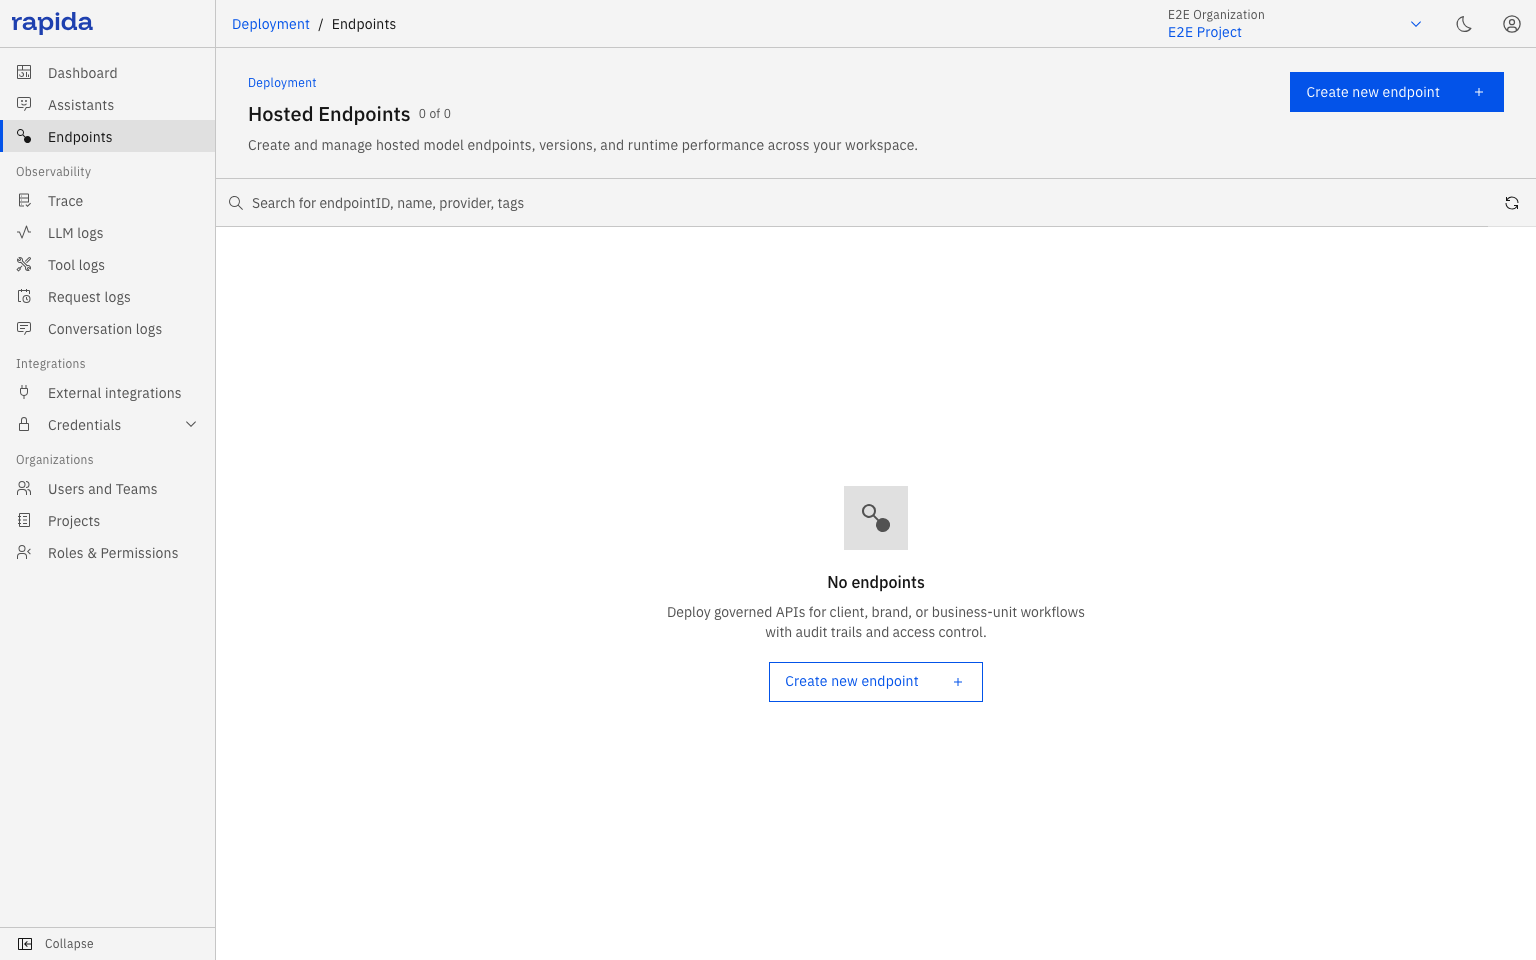 rapida
Deployment / Endpoints
E2E Organization
E2E Project
Dashboard
Assistants
Endpoints
Observability
Trace
LLM logs
Tool logs
Request logs
Conversation logs
Integrations
External integrations
Credentials
Organizations
Users and Teams
Projects
Roles & Permissions
Collapse
Deployment
Hosted Endpoints 0 of 0
Create and manage hosted model endpoints, versions, and runtime performance across your workspace.
Create new endpoint +
Search for endpointID, name, provider, tags
No endpoints
Deploy governed APIs for client, brand, or business-unit workflows
with audit trails and access control.
Create new endpoint +